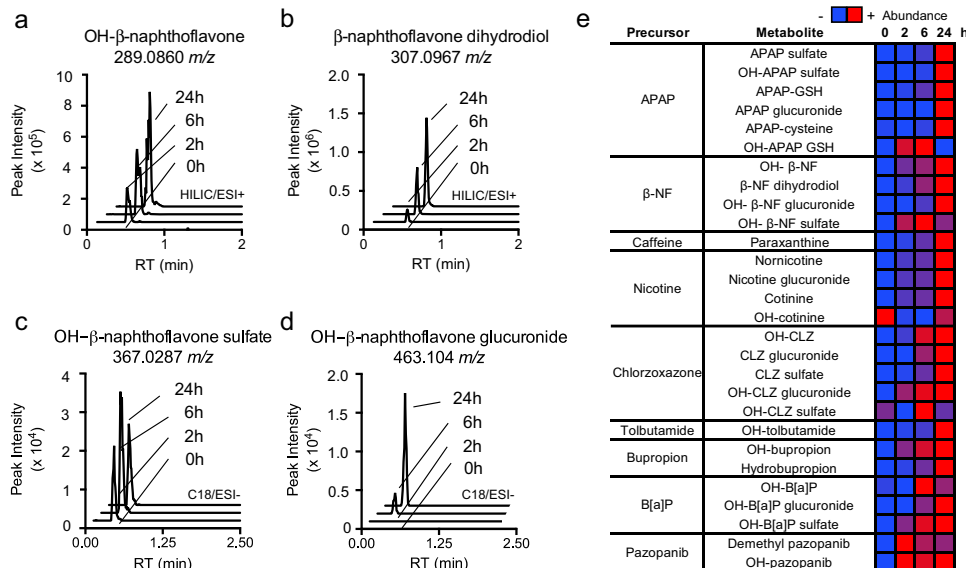 a
OH-β-naphthoflavone
289.0860 m/z
10
8
6
4
2
0
Peak Intensity
(x 10⁵)
24h
6h
2h
0h
HILIC/ESI+
0
1
2
RT (min)
b
β-naphthoflavone dihydrodiol
307.0967 m/z
2.0
1.5
1.0
0.5
0
Peak Intensity
(x 10⁶)
24h
6h
2h
0h
HILIC/ESI+
0
1
2
RT (min)
c
OH–β-naphthoflavone sulfate
367.0287 m/z
4
3
2
1
0
Peak Intensity
(x 10⁴)
24h
6h
2h
0h
C18/ESI-
0.00
1.25
2.50
RT (min)
d
OH–β-naphthoflavone glucuronide
463.104 m/z
2.0
1.5
1.0
0.5
0
Peak Intensity
(x 10⁴)
24h
6h
2h
0h
C18/ESI-
0.00
1.25
2.50
RT (min)
e
- + Abundance
Precursor Metabolite 0 2 6 24 h
APAP
APAP sulfate
OH-APAP sulfate
APAP-GSH
APAP glucuronide
APAP-cysteine
OH-APAP GSH
β-NF
OH- β-NF
β-NF dihydrodiol
OH- β-NF glucuronide
OH- β-NF sulfate
Caffeine
Paraxanthine
Nicotine
Nornicotine
Nicotine glucuronide
Cotinine
OH-cotinine
Chlorzoxazone
OH-CLZ
CLZ glucuronide
CLZ sulfate
OH-CLZ glucuronide
OH-CLZ sulfate
Tolbutamide
OH-tolbutamide
Bupropion
OH-bupropion
Hydrobupropion
B[a]P
OH-B[a]P
OH-B[a]P glucuronide
OH-B[a]P sulfate
Pazopanib
Demethyl pazopanib
OH-pazopanib